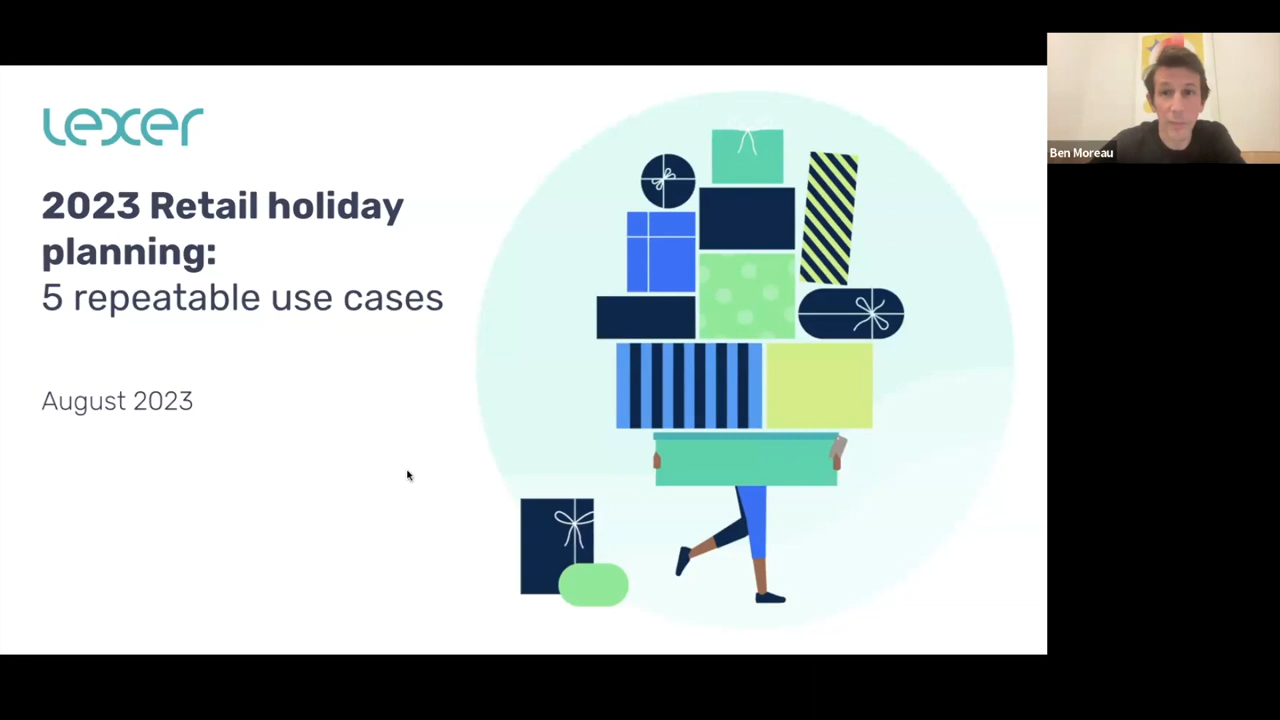 Lexer
2023 Retail holiday
planning:
5 repeatable use cases
August 2023
Ben Moreau